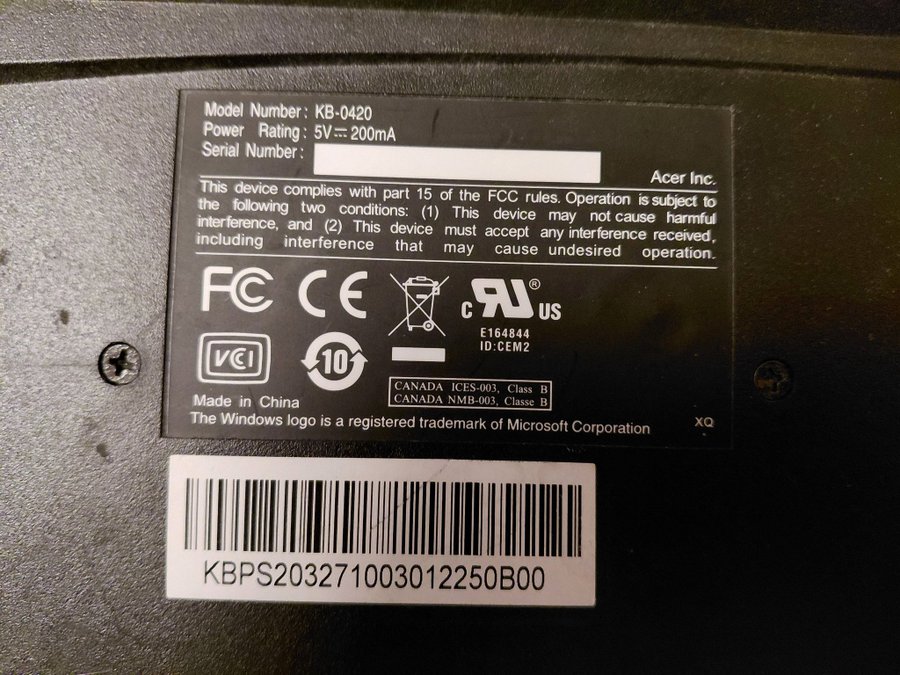 Model Number : KB-0420
Power Rating : 5V⎓ 200mA
Serial Number :
Acer Inc.
This device complies with part 15 of the FCC rules. Operation is subject to
the following two conditions: (1) This device may not cause harmful
interference, and (2) This device must accept any interference received,
including interference that may cause undesired operation.
FC CE c RU ® US
E164844
ID:CEM2
VCI 10
CANADA ICES-003, Class B
CANADA NMB-003, Classe B
Made in China
The Windows logo is a registered trademark of Microsoft Corporation XQ
KBPS203271003012250B00